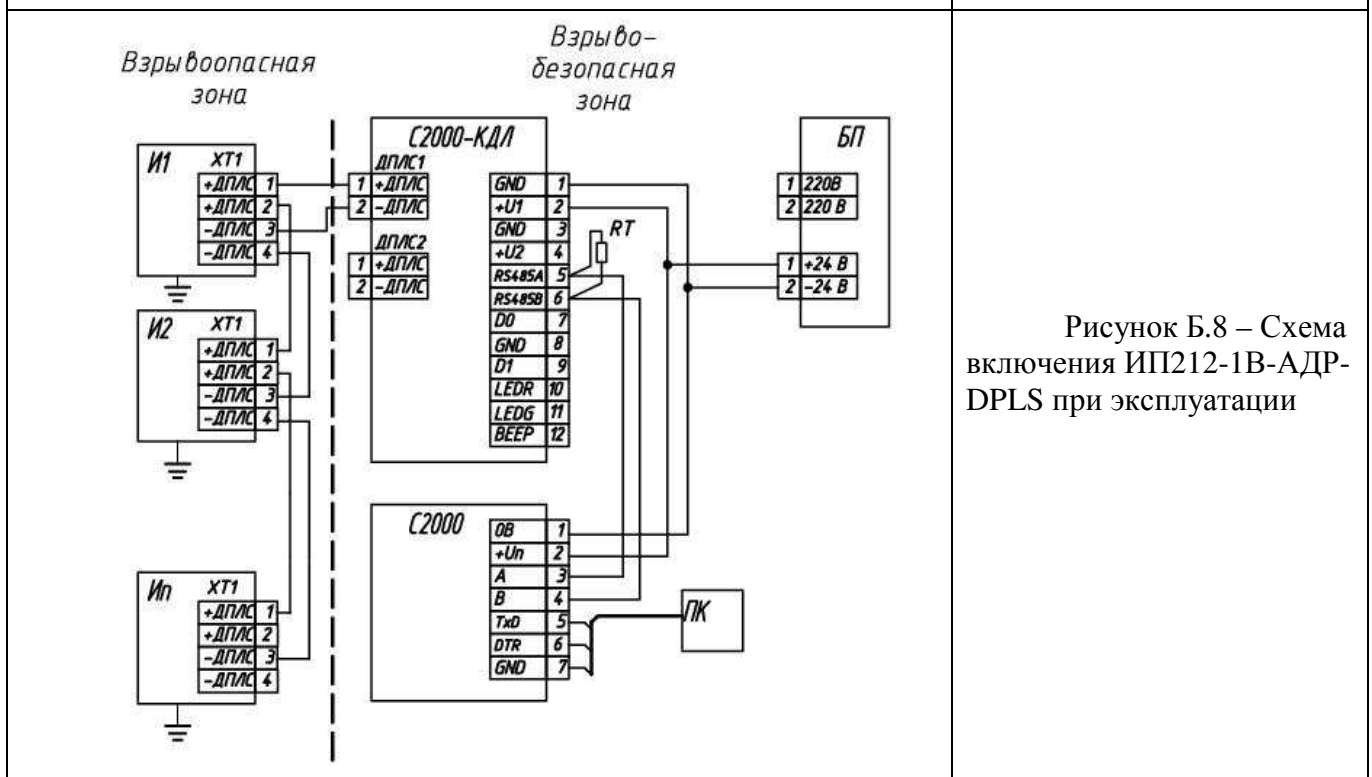 Взрывоопасная
зона
Взрыво-
безопасная
зона
И1
XT1
+ДПЛС 1
+ДПЛС 2
-ДПЛС 3
-ДПЛС 4
И2
XT1
+ДПЛС 1
+ДПЛС 2
-ДПЛС 3
-ДПЛС 4
Ип
XT1
+ДПЛС 1
+ДПЛС 2
-ДПЛС 3
-ДПЛС 4
С2000-КДЛ
ДПЛС1
1 +ДПЛС
2 -ДПЛС
ДПЛС2
1 +ДПЛС
2 -ДПЛС
GND 1
+U1 2
GND 3
+U2 4
RS485A 5
RS485B 6
D0 7
GND 8
D1 9
LEDR 10
LEDG 11
BEEP 12
RT
С2000
0В 1
+Uп 2
A 3
B 4
TxD 5
DTR 6
GND 7
ПК
БП
1 220В
2 220 В
1 +24 В
2 -24 В
Рисунок Б.8 – Схема
включения ИП212-1В-АДР-
DPLS при эксплуатации